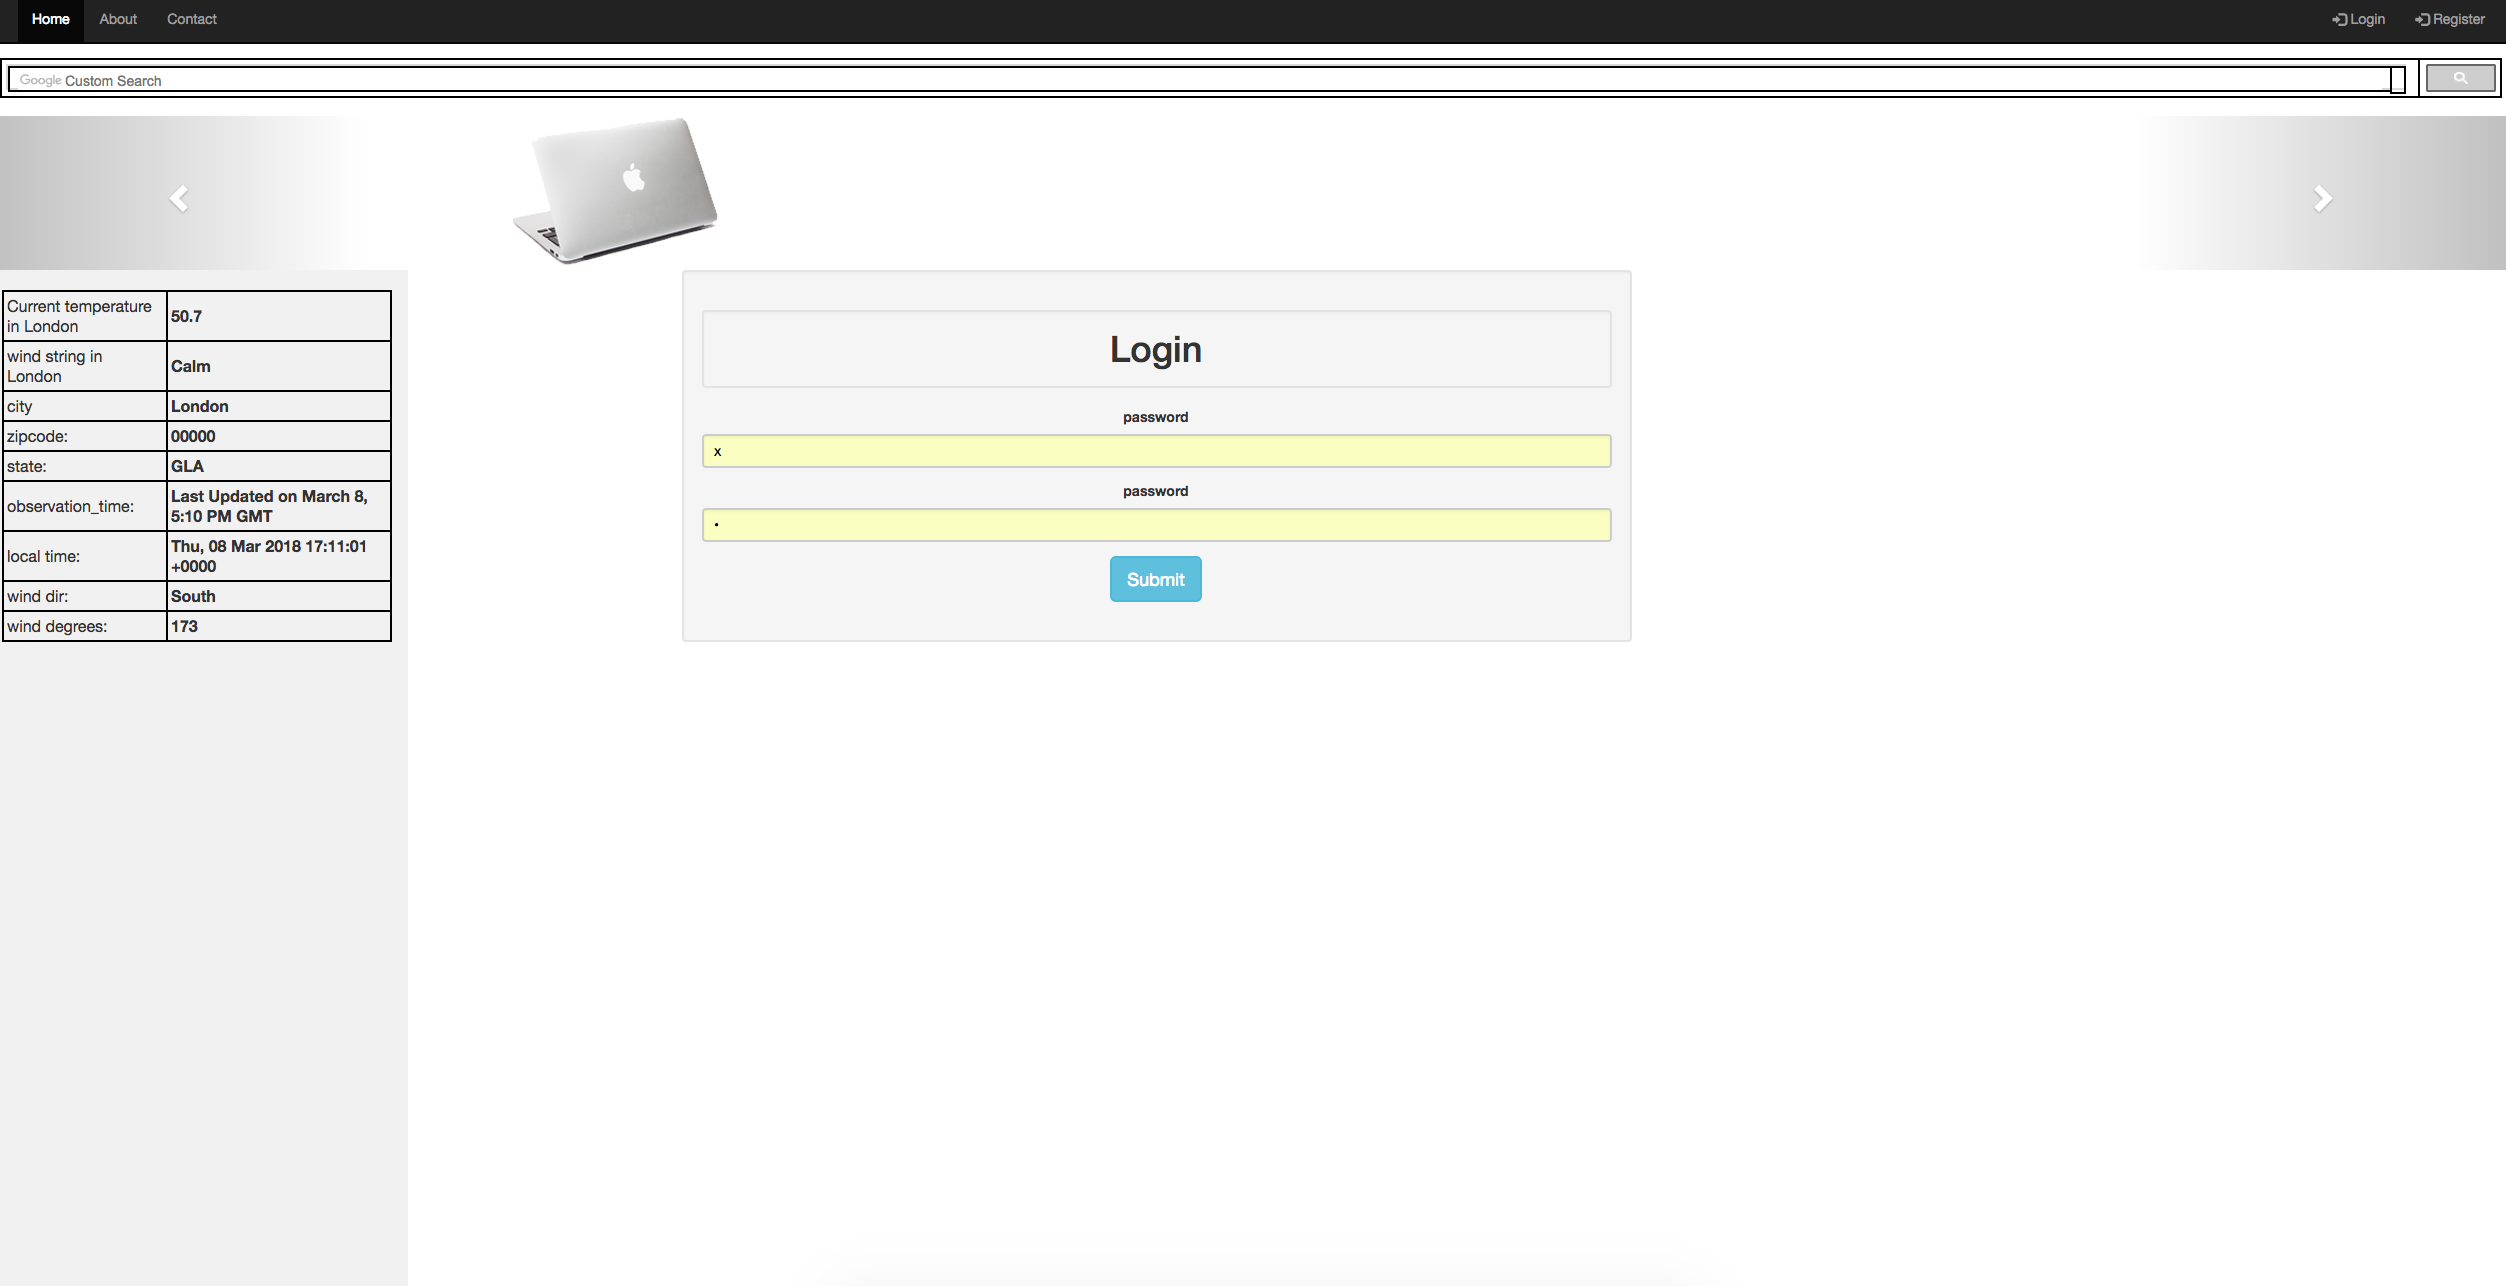 Home About Contact Login Register
Google Custom Search
Current temperature
in London
50.7
wind string in
London
Calm
city London
zipcode: 00000
state: GLA
observation_time:
Last Updated on March 8,
5:10 PM GMT
local time:
Thu, 08 Mar 2018 17:11:01
+0000
wind dir: South
wind degrees: 173
Login
password
x
password
Submit